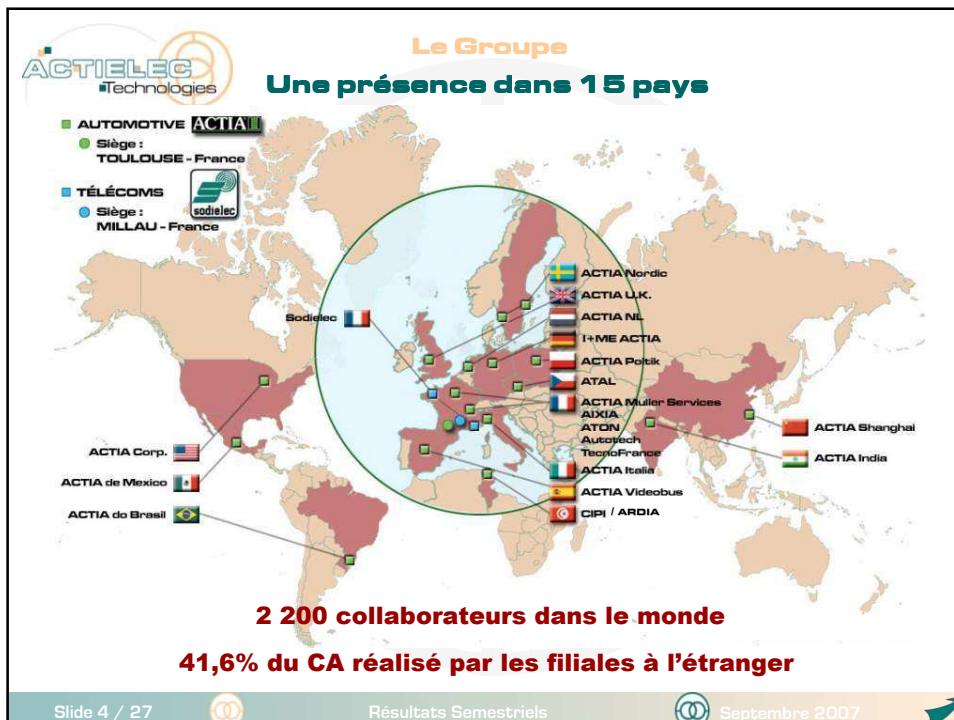 ACTIELEC
Technologies
Le Groupe
Une présence dans 15 pays
AUTOMOTIVE ACTIA
Siège :
TOULOUSE - France
TÉLÉCOMS
sodielec
Siège :
MILLAU - France
Sodielec
ACTIA Nordic
ACTIA U.K.
ACTIA NL
I+ME ACTIA
ACTIA Poltik
ATAL
ACTIA Muller Services
AIXIA
ATON
Autotech
TecnoFrance
ACTIA Italia
ACTIA Videobus
CIPI / ARDIA
ACTIA Corp.
ACTIA de Mexico
ACTIA do Brasil
ACTIA Shanghai
ACTIA India
2 200 collaborateurs dans le monde
41,6% du CA réalisé par les filiales à l'étranger
Slide 4 / 27
Résultats Semestriels
Septembre 2007